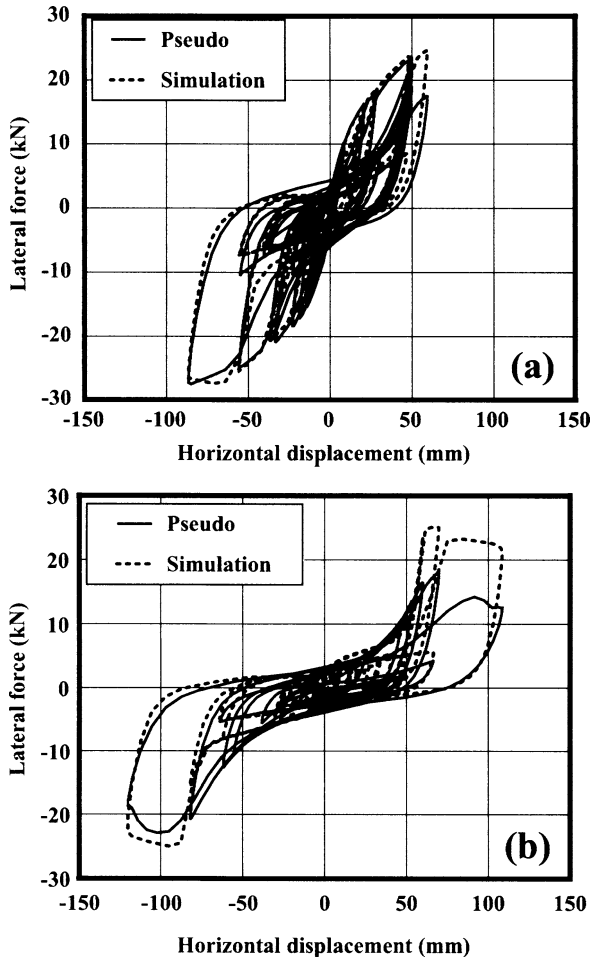 30
Pseudo
20
Simulation
10
0
-10
-20
-30
Lateral force (kN)
(a)
-150 -100 -50 0 50 100 150
Horizontal displacement (mm)
30
Pseudo
20
Simulation
10
0
-10
-20
-30
Lateral force (kN)
(b)
-150 -100 -50 0 50 100 150
Horizontal displacement (mm)